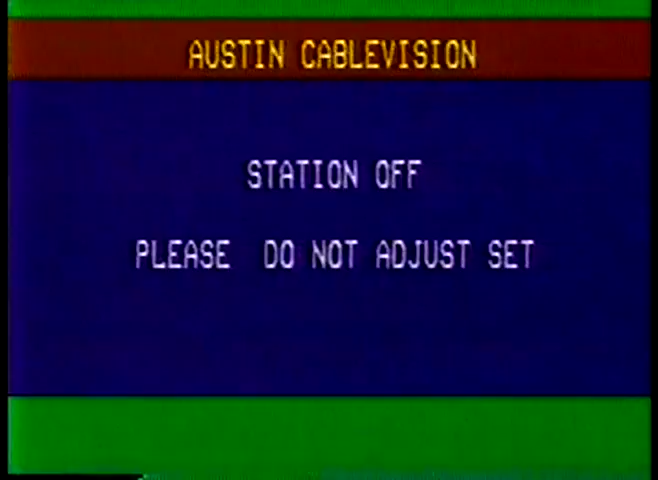 AUSTIN CABLEVISION
STATION OFF
PLEASE  DO NOT ADJUST SET